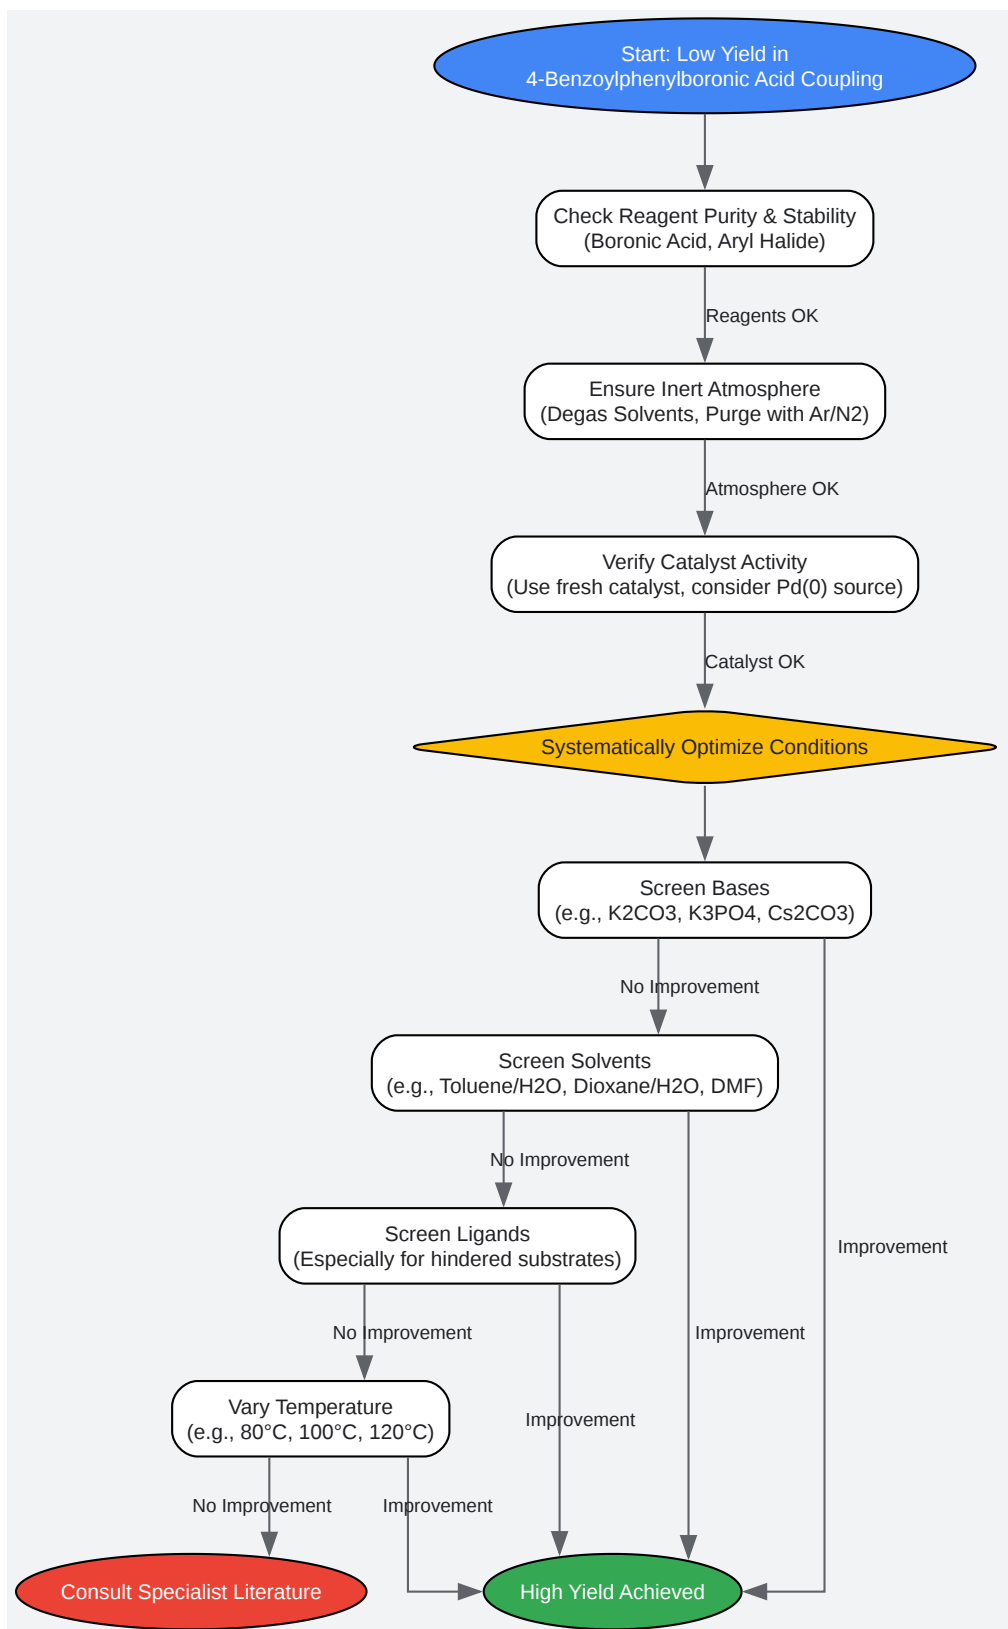 Start: Low Yield in
4-Benzoylphenylboronic Acid Coupling
Check Reagent Purity & Stability
(Boronic Acid, Aryl Halide)
Reagents OK
Ensure Inert Atmosphere
(Degas Solvents, Purge with Ar/N2)
Atmosphere OK
Verify Catalyst Activity
(Use fresh catalyst, consider Pd(0) source)
Catalyst OK
Systematically Optimize Conditions
Screen Bases
(e.g., K2CO3, K3PO4, Cs2CO3)
No Improvement
Screen Solvents
(e.g., Toluene/H2O, Dioxane/H2O, DMF)
No Improvement
Screen Ligands
(Especially for hindered substrates)
Improvement
No Improvement
Improvement
Vary Temperature
(e.g., 80°C, 100°C, 120°C)
Improvement
No Improvement
Improvement
Consult Specialist Literature
High Yield Achieved